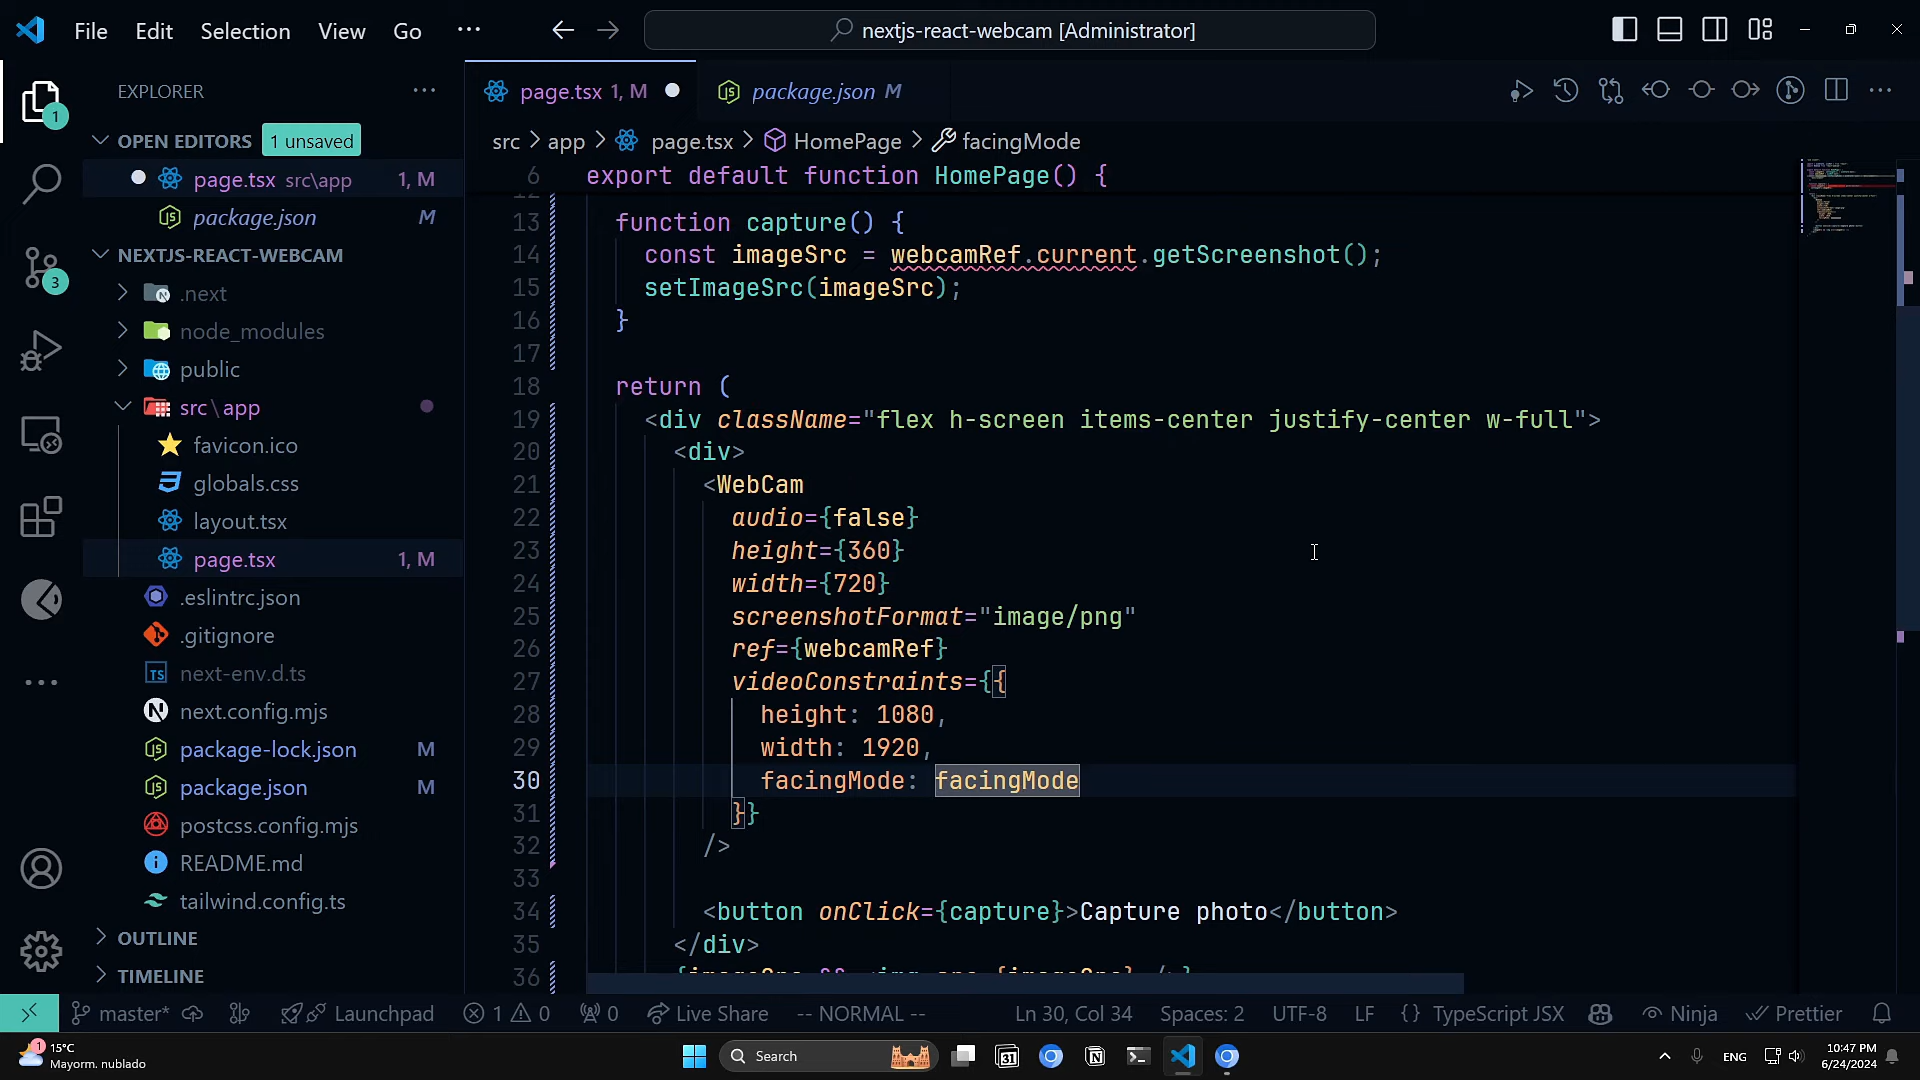 File Edit Selection View Go ···
nextjs-react-webcam [Administrator]
EXPLORER
1
OPEN EDITORS 1 unsaved
page.tsx src\app 1, M
package.json M
NEXTJS-REACT-WEBCAM
3
.next
node_modules
public
src\app
favicon.ico
globals.css
layout.tsx
page.tsx 1, M
.eslintrc.json
.gitignore
next-env.d.ts
next.config.mjs
package-lock.json M
package.json M
postcss.config.mjs
README.md
tailwind.config.ts
OUTLINE
TIMELINE
page.tsx 1, M
package.json M
src > app > page.tsx > HomePage > facingMode
6 export default function HomePage() {
13 function capture() {
14 const imageSrc = webcamRef.current.getScreenshot();
15 setImageSrc(imageSrc);
16 }
17
18 return (
19 <div className="flex h-screen items-center justify-center w-full">
20 <div>
21 <WebCam
22 audio={false}
23 height={360}
24 width={720}
25 screenshotFormat="image/png"
26 ref={webcamRef}
27 videoConstraints={{
28 height: 1080,
29 width: 1920,
30 facingMode: facingMode
31 }}
32 />
33
34 <button onClick={capture}>Capture photo</button>
35 </div>
36
master* Launchpad 1 0 0 Live Share -- NORMAL -- Ln 30, Col 34 Spaces: 2 UTF-8 LF {} TypeScript JSX Ninja Prettier
1 15°C
Mayorm. nublado
Search
31
ENG
10:47 PM
6/24/2024